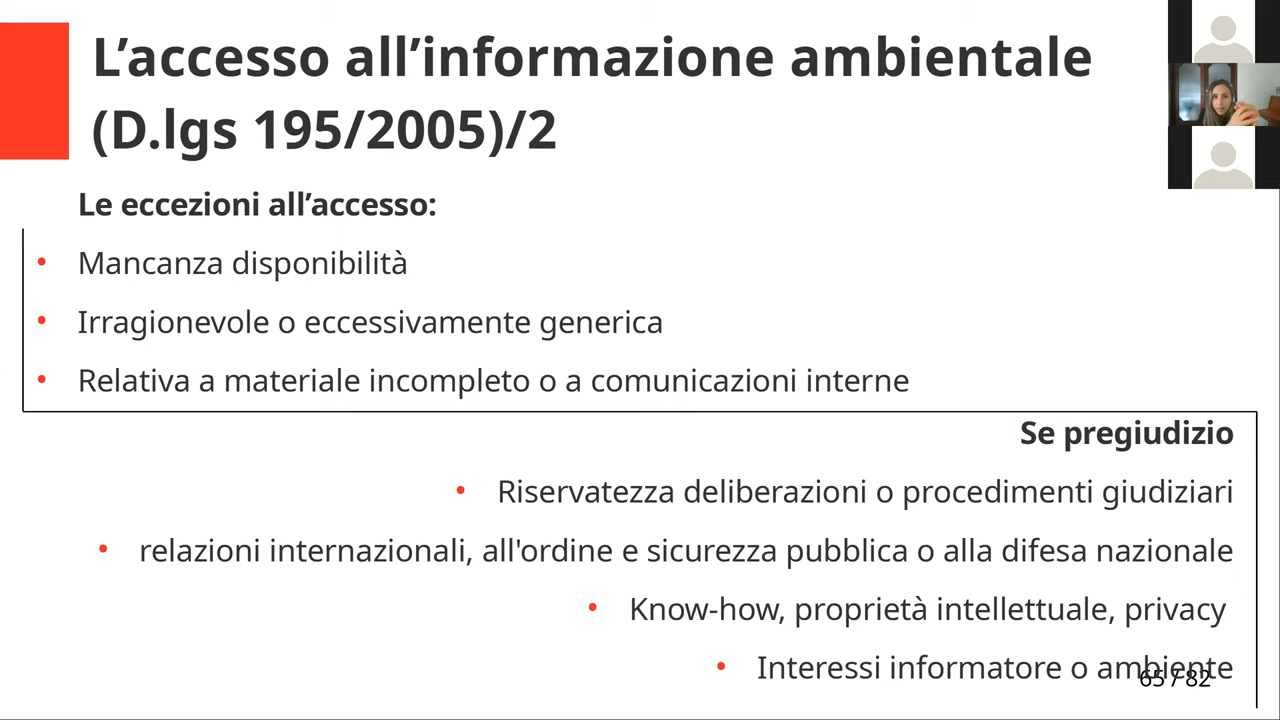 L’accesso all’informazione ambientale
(D.lgs 195/2005)/2
Le eccezioni all’accesso:
• Mancanza disponibilità
• Irragionevole o eccessivamente generica
• Relativa a materiale incompleto o a comunicazioni interne
Se pregiudizio
• Riservatezza deliberazioni o procedimenti giudiziari
• relazioni internazionali, all'ordine e sicurezza pubblica o alla difesa nazionale
• Know-how, proprietà intellettuale, privacy
• Interessi informatore o ambiente
65 / 82